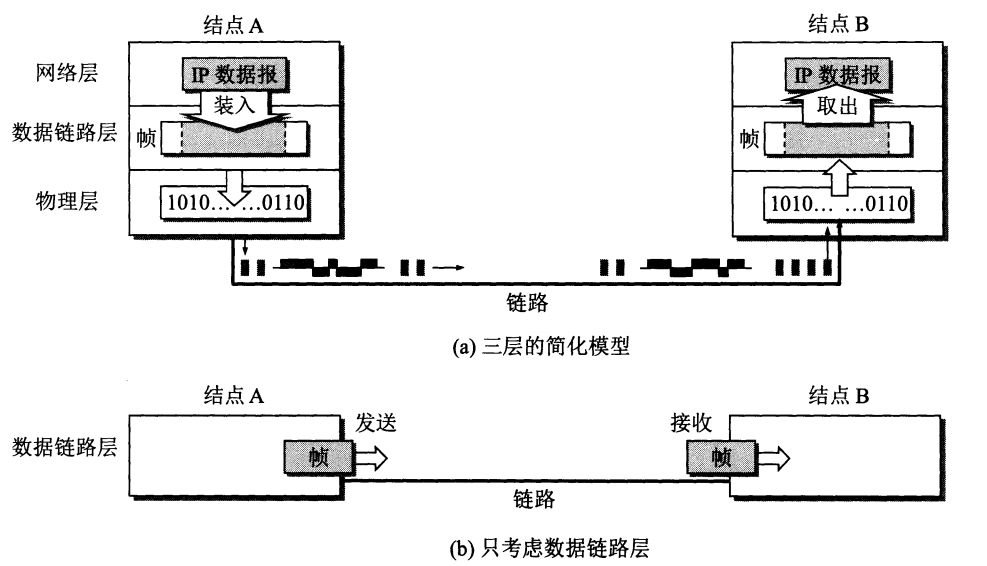 结点 A
结点 B
网络层
IP 数据报
IP 数据报
装入
取出
数据链路层
帧
帧
物理层
1010… …0110
1010… …0110
链路
(a) 三层的简化模型
结点 A
结点 B
发送
接收
数据链路层
帧
帧
链路
(b) 只考虑数据链路层